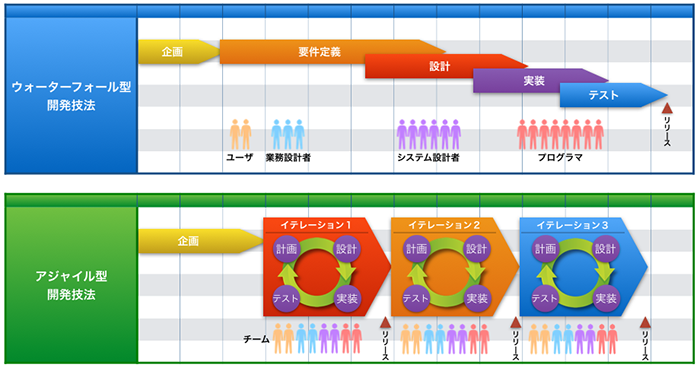 ウォーターフォール型
開発技法
企画
要件定義
設計
実装
テスト
リリース
ユーザ
業務設計者
システム設計者
プログラマ
アジャイル型
開発技法
企画
イテレーション1
計画
設計
テスト
実装
イテレーション2
計画
設計
テスト
実装
イテレーション3
計画
設計
テスト
実装
チーム
リリース
リリース
リリース